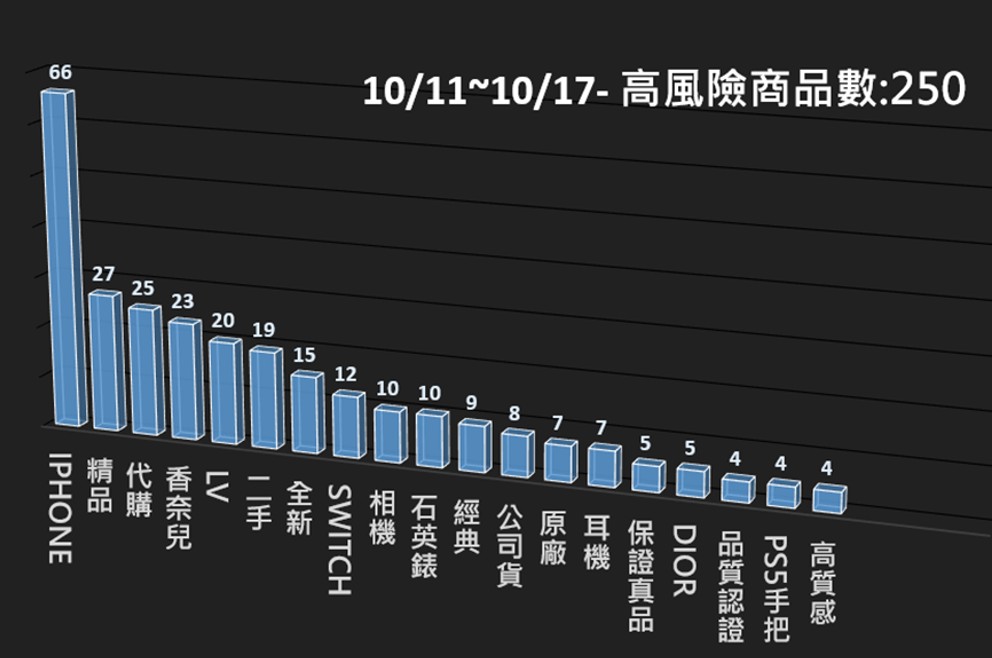 10/11~10/17- 高風險商品數:250
66
27
25
23
20
19
15
12
10
10
9
8
7
7
5
5
4
4
4
IPHONE
精品
代購
香奈兒
LV
二手
全新
SWITCH
相機
石英錶
經典
公司貨
原廠
耳機
保證真品
DIOR
品質認證
PS5手把
高質感